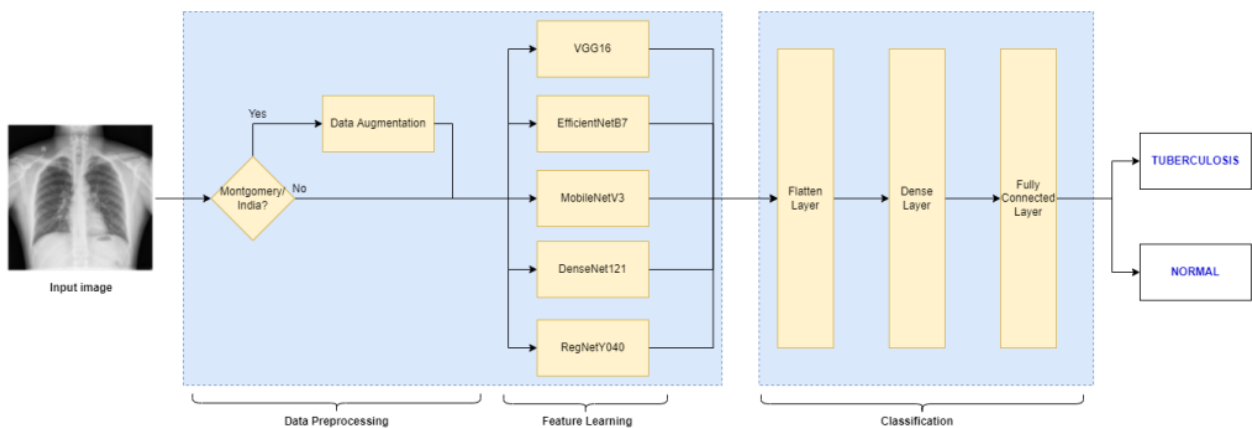 Input image
Montgomery/
India?
Yes
No
Data Augmentation
VGG16
EfficientNetB7
MobileNetV3
DenseNet121
RegNetY040
Flatten
Layer
Dense
Layer
Fully
Connected
Layer
TUBERCULOSIS
NORMAL
Data Preprocessing
Feature Learning
Classification